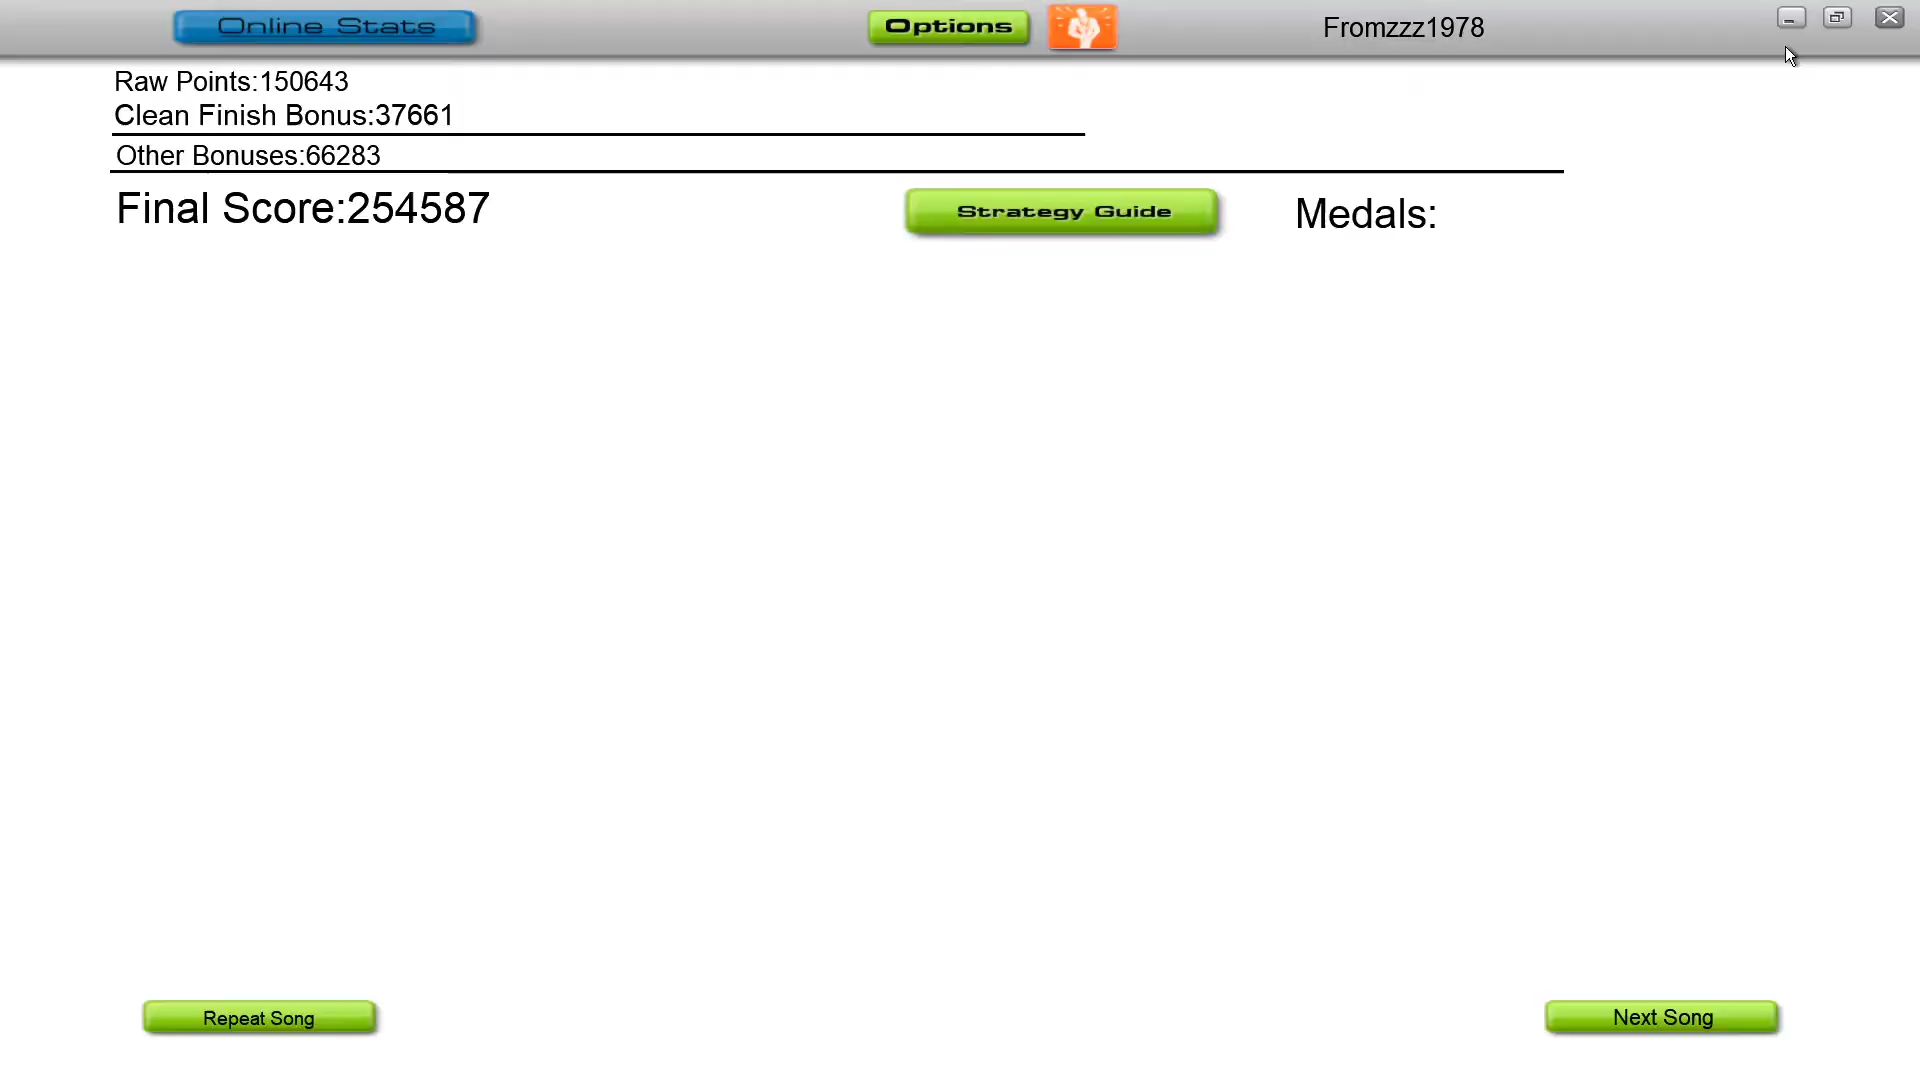 Online Stats
Options
Fromzzz1978
Raw Points:150643
Clean Finish Bonus:37661
Other Bonuses:66283
Final Score:254587
Strategy Guide
Medals:
Repeat Song
Next Song